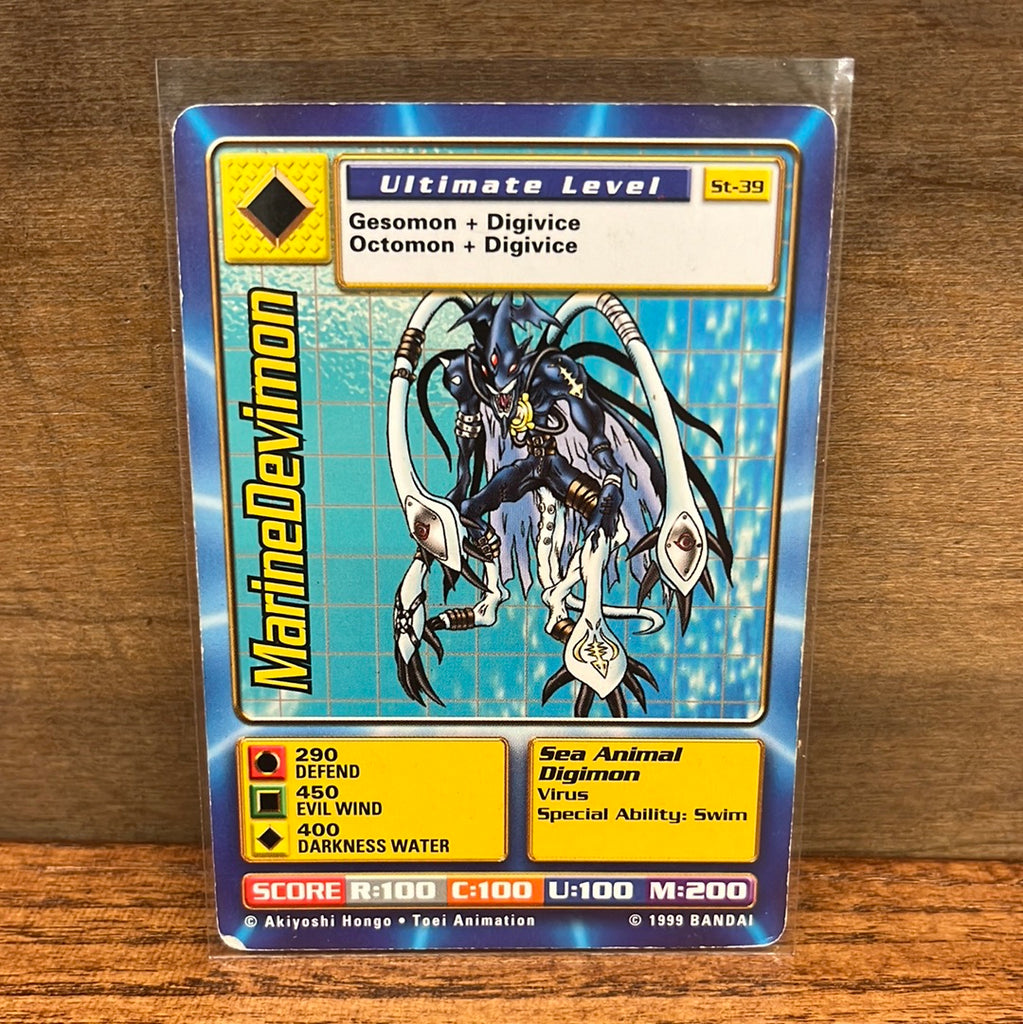 Ultimate Level
St-39
Gesomon + Digivice
Octomon + Digivice
MarineDevimon
290
DEFEND
450
EVIL WIND
400
DARKNESS WATER
Sea Animal
Digimon
Virus
Special Ability: Swim
SCORE R:100 C:100 U:100 M:200
© Akiyoshi Hongo • Toei Animation © 1999 BANDAI